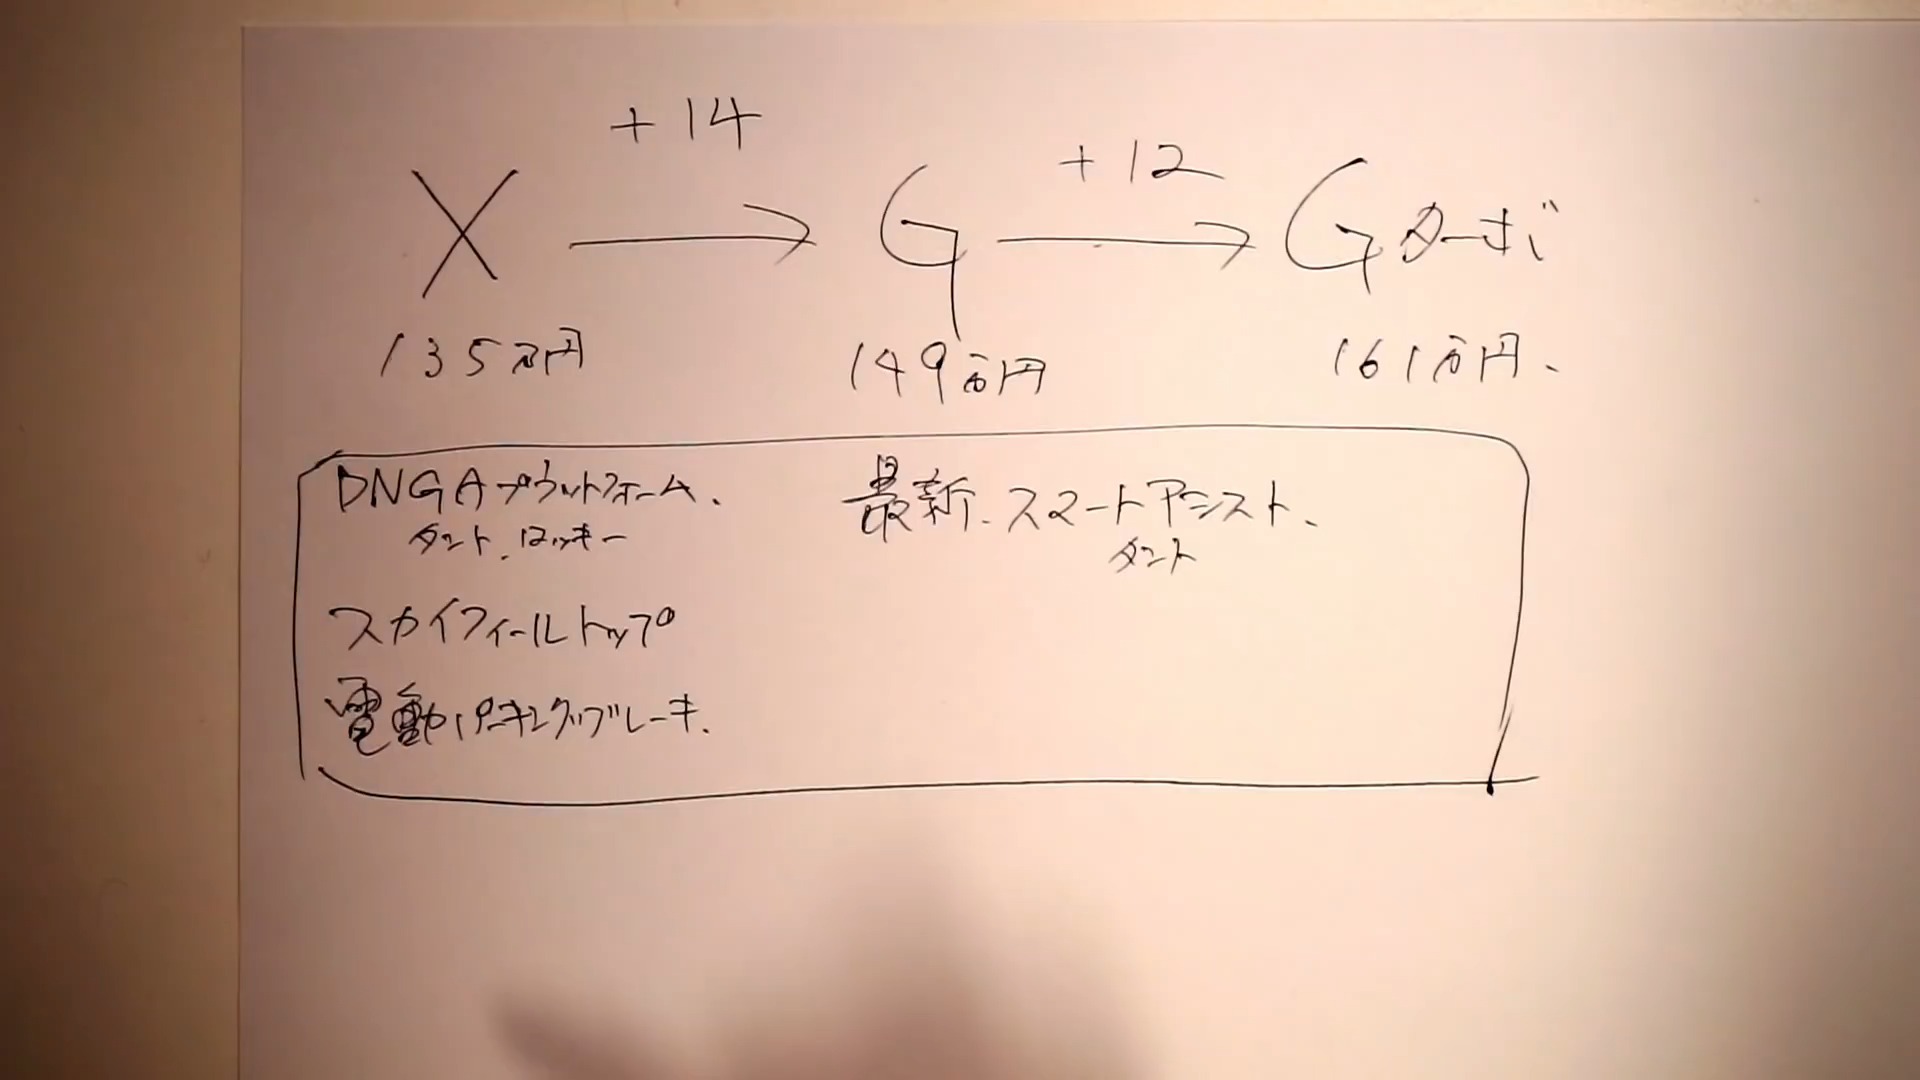 +14
+12
X → G → Gターボ
135万円
149万円
161万円.
DNGAプラットフォーム、
タント、ロッキー
最新、スマートアシスト、
タント
スカイフィールトップ
電動パーキングブレーキ.